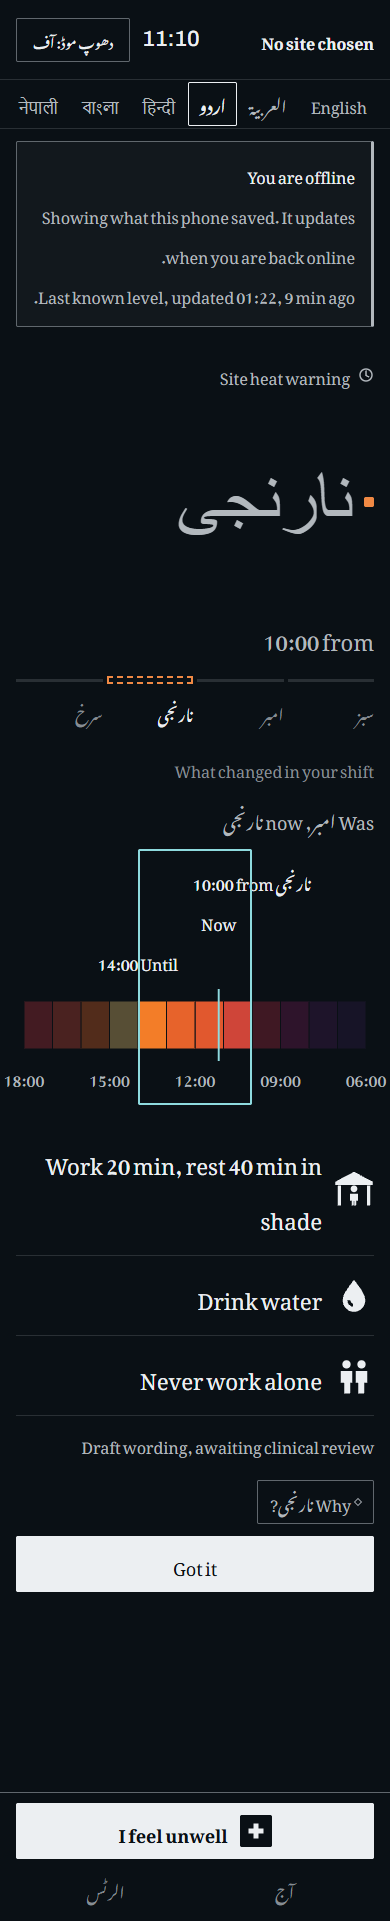 No site chosen
11:10
دھوپ موڈ: آف
English
العربية
اردو
हिन्दी
বাংলা
नेपाली
You are offline
Showing what this phone saved. It updates
when you are back online.
Last known level, updated 01:22, 9 min ago.
Site heat warning
نارنجی
from 10:00
سبز
امبر
نارنجی
سرخ
What changed in your shift
Was امبر, now نارنجی
نارنجی from 10:00
Now
Until 14:00
06:00
09:00
12:00
15:00
18:00
Work 20 min, rest 40 min in
shade
Drink water
Never work alone
Draft wording, awaiting clinical review
Why نارنجی?
Got it
I feel unwell
آج
الرٹس